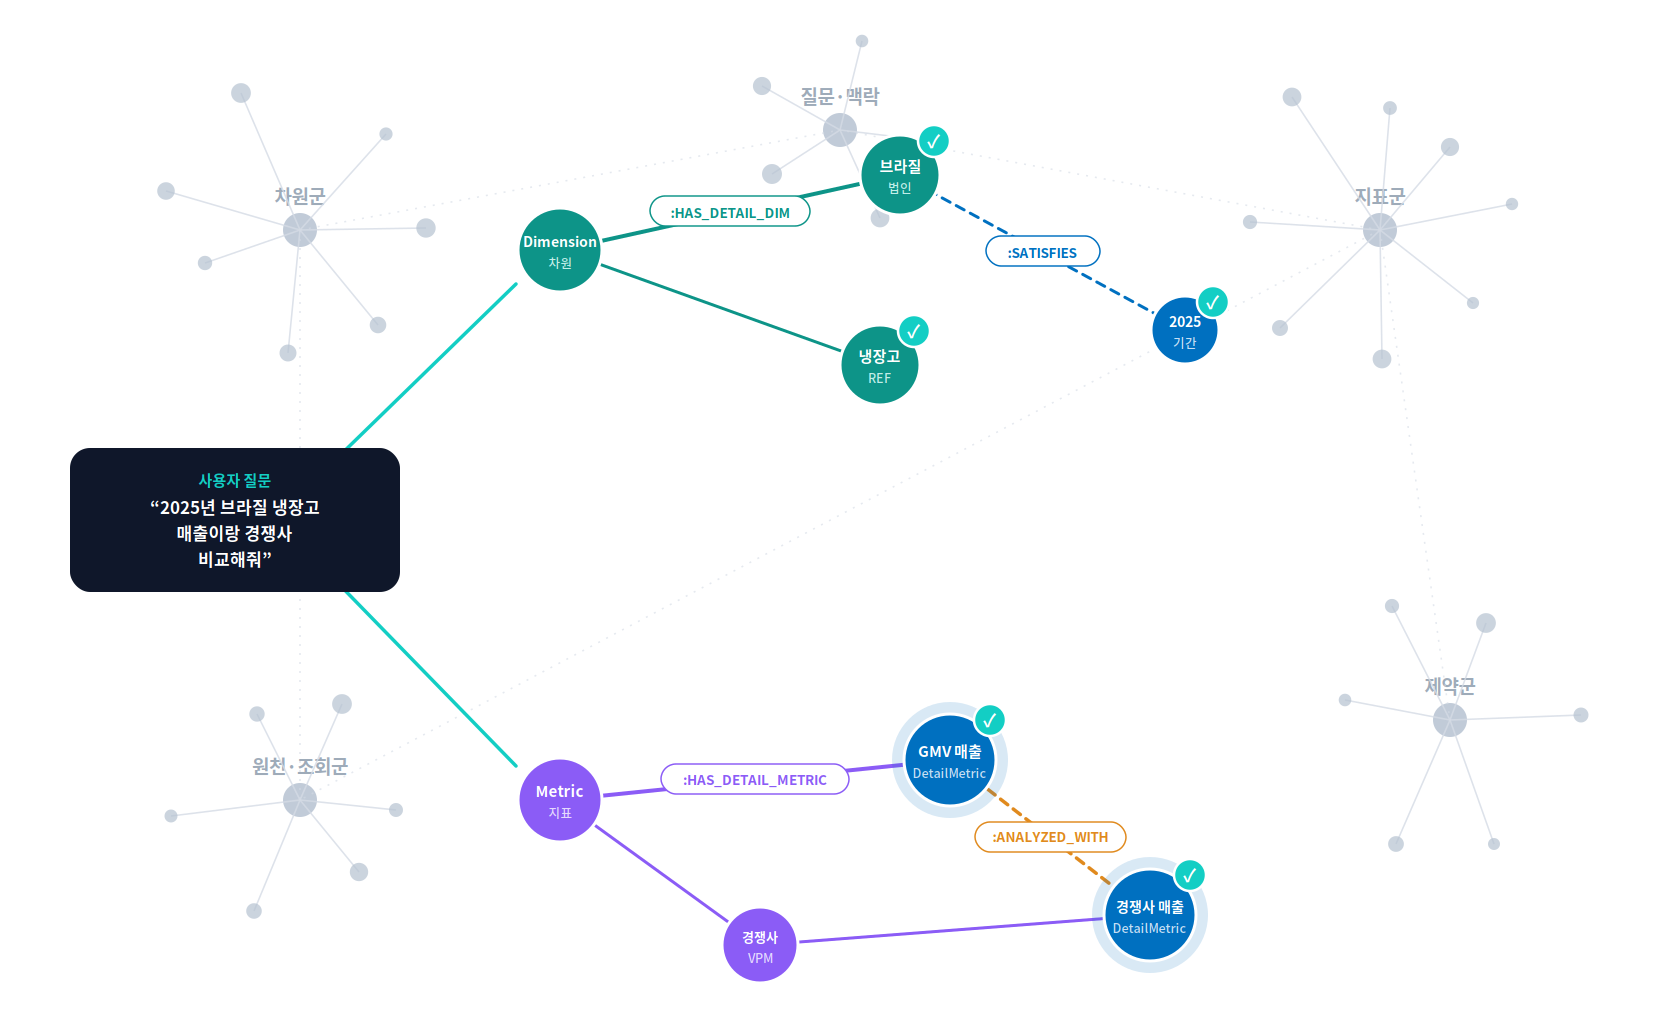 질문·맥락
차원군
지표군
브라질
법인
:HAS_DETAIL_DIM
Dimension
차원
:SATISFIES
2025
기간
냉장고
REF
사용자 질문
“2025년 브라질 냉장고
매출이랑 경쟁사
비교해줘”
제약군
원천·조회군
GMV 매출
DetailMetric
:HAS_DETAIL_METRIC
Metric
지표
:ANALYZED_WITH
경쟁사 매출
DetailMetric
경쟁사
VPM